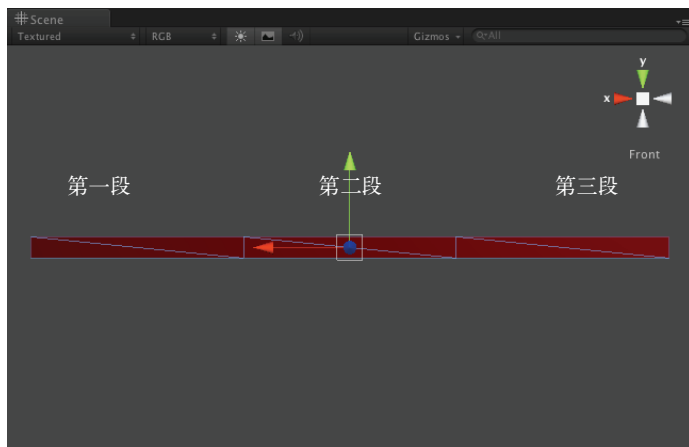 Scene
Textured RGB Gizmos All
y
x
Front
第一段 第二段 第三段